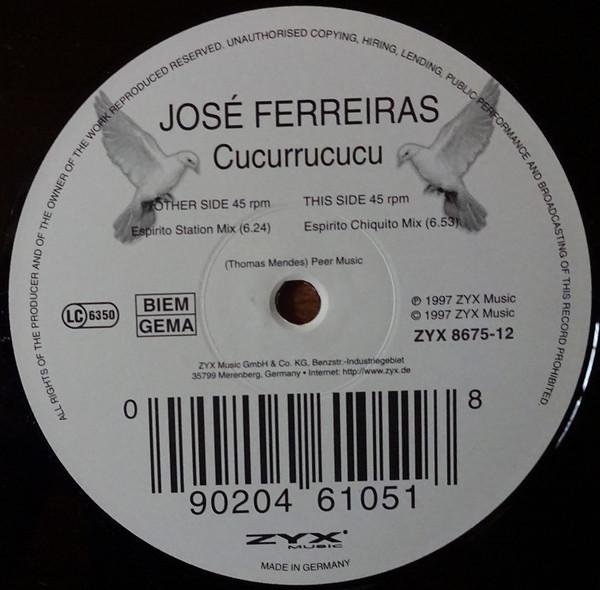 ALL RIGHTS OF THE PRODUCER AND OF THE OWNER OF THE WORK REPRODUCED RESERVED. UNAUTHORISED COPYING, HIRING, LENDING, PUBLIC PERFORMANCE AND BROADCASTING OF THIS RECORD PROHIBITED.
JOSÉ FERREIRAS
Cucurrucucu
OTHER SIDE 45 rpm
Espirito Station Mix (6.24)
THIS SIDE 45 rpm
Espirito Chiquito Mix (6.53)
(Thomas Mendes) Peer Music
LC 6350
BIEM
GEMA
℗ 1997 ZYX Music
© 1997 ZYX Music
ZYX 8675-12
ZYX Music GmbH & Co. KG, Benzstr.-Industriegebiet
35799 Merenberg, Germany • Internet: http://www.zyx.de
0 90204 61051 8
ZYX
MUSIC
MADE IN GERMANY